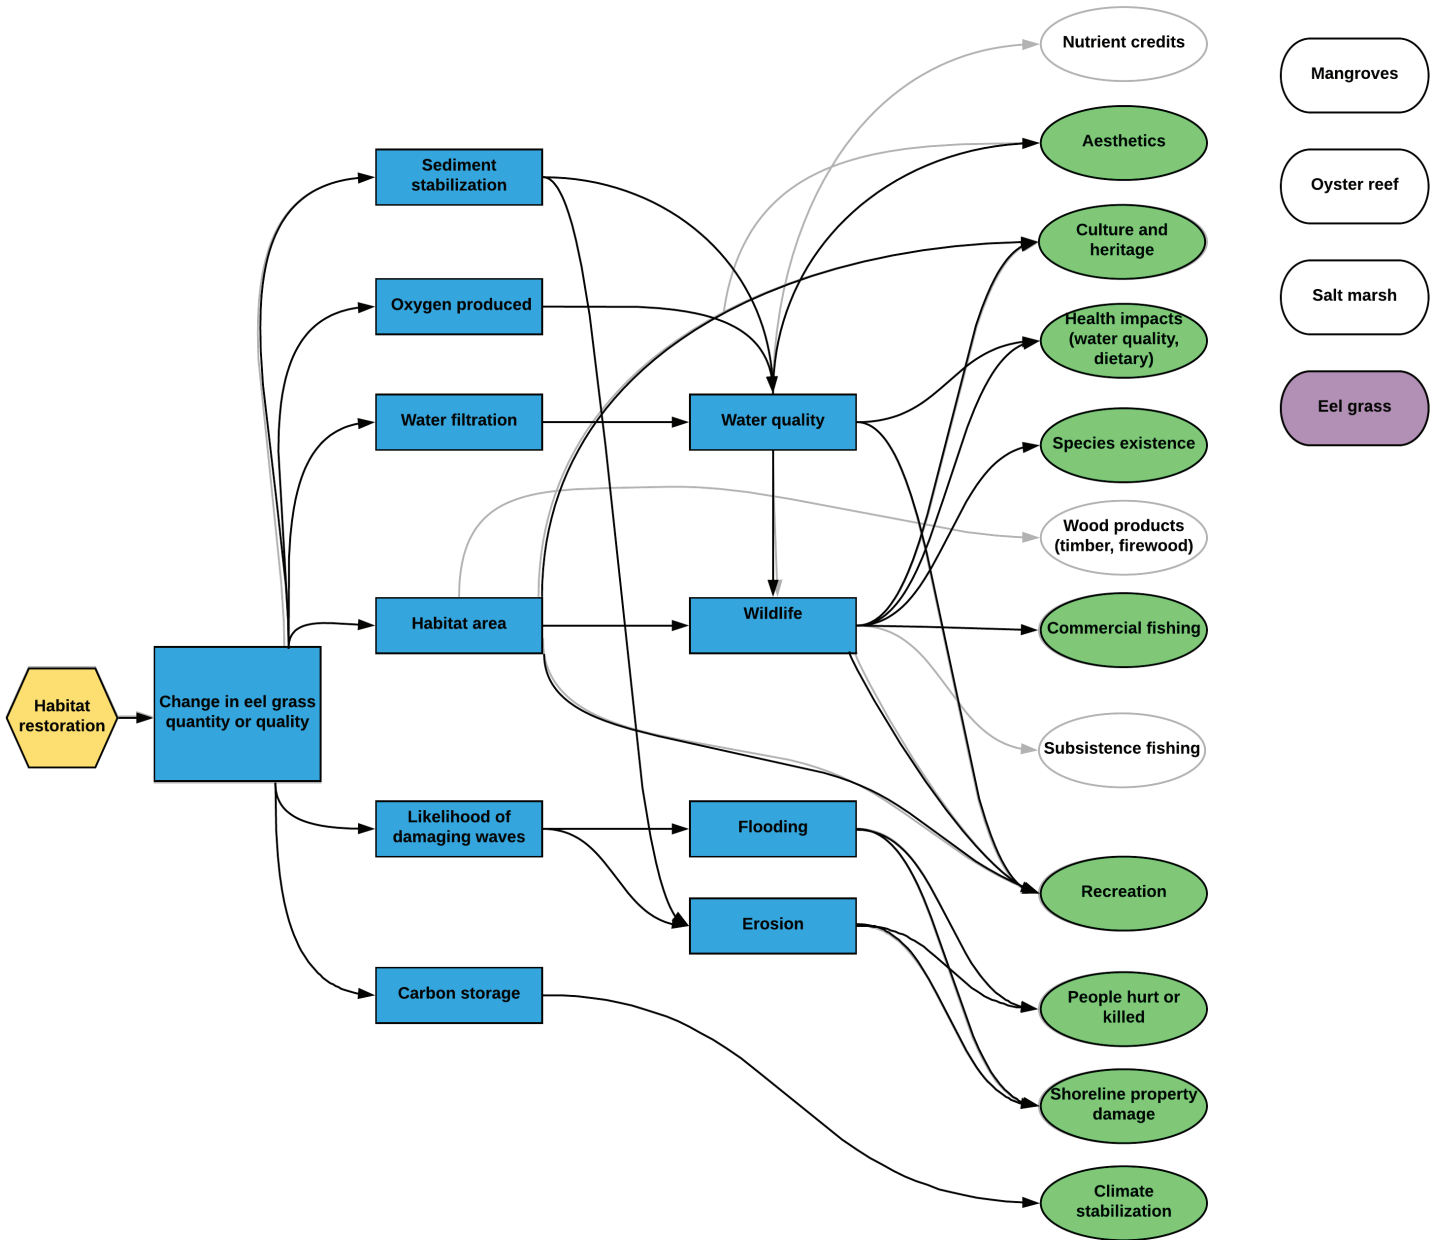 Habitat
restoration
Change in eel grass
quantity or quality
Sediment
stabilization
Oxygen produced
Water filtration
Habitat area
Likelihood of
damaging waves
Carbon storage
Water quality
Wildlife
Flooding
Erosion
Nutrient credits
Aesthetics
Culture and
heritage
Health impacts
(water quality,
dietary)
Species existence
Wood products
(timber, firewood)
Commercial fishing
Subsistence fishing
Recreation
People hurt or
killed
Shoreline property
damage
Climate
stabilization
Mangroves
Oyster reef
Salt marsh
Eel grass